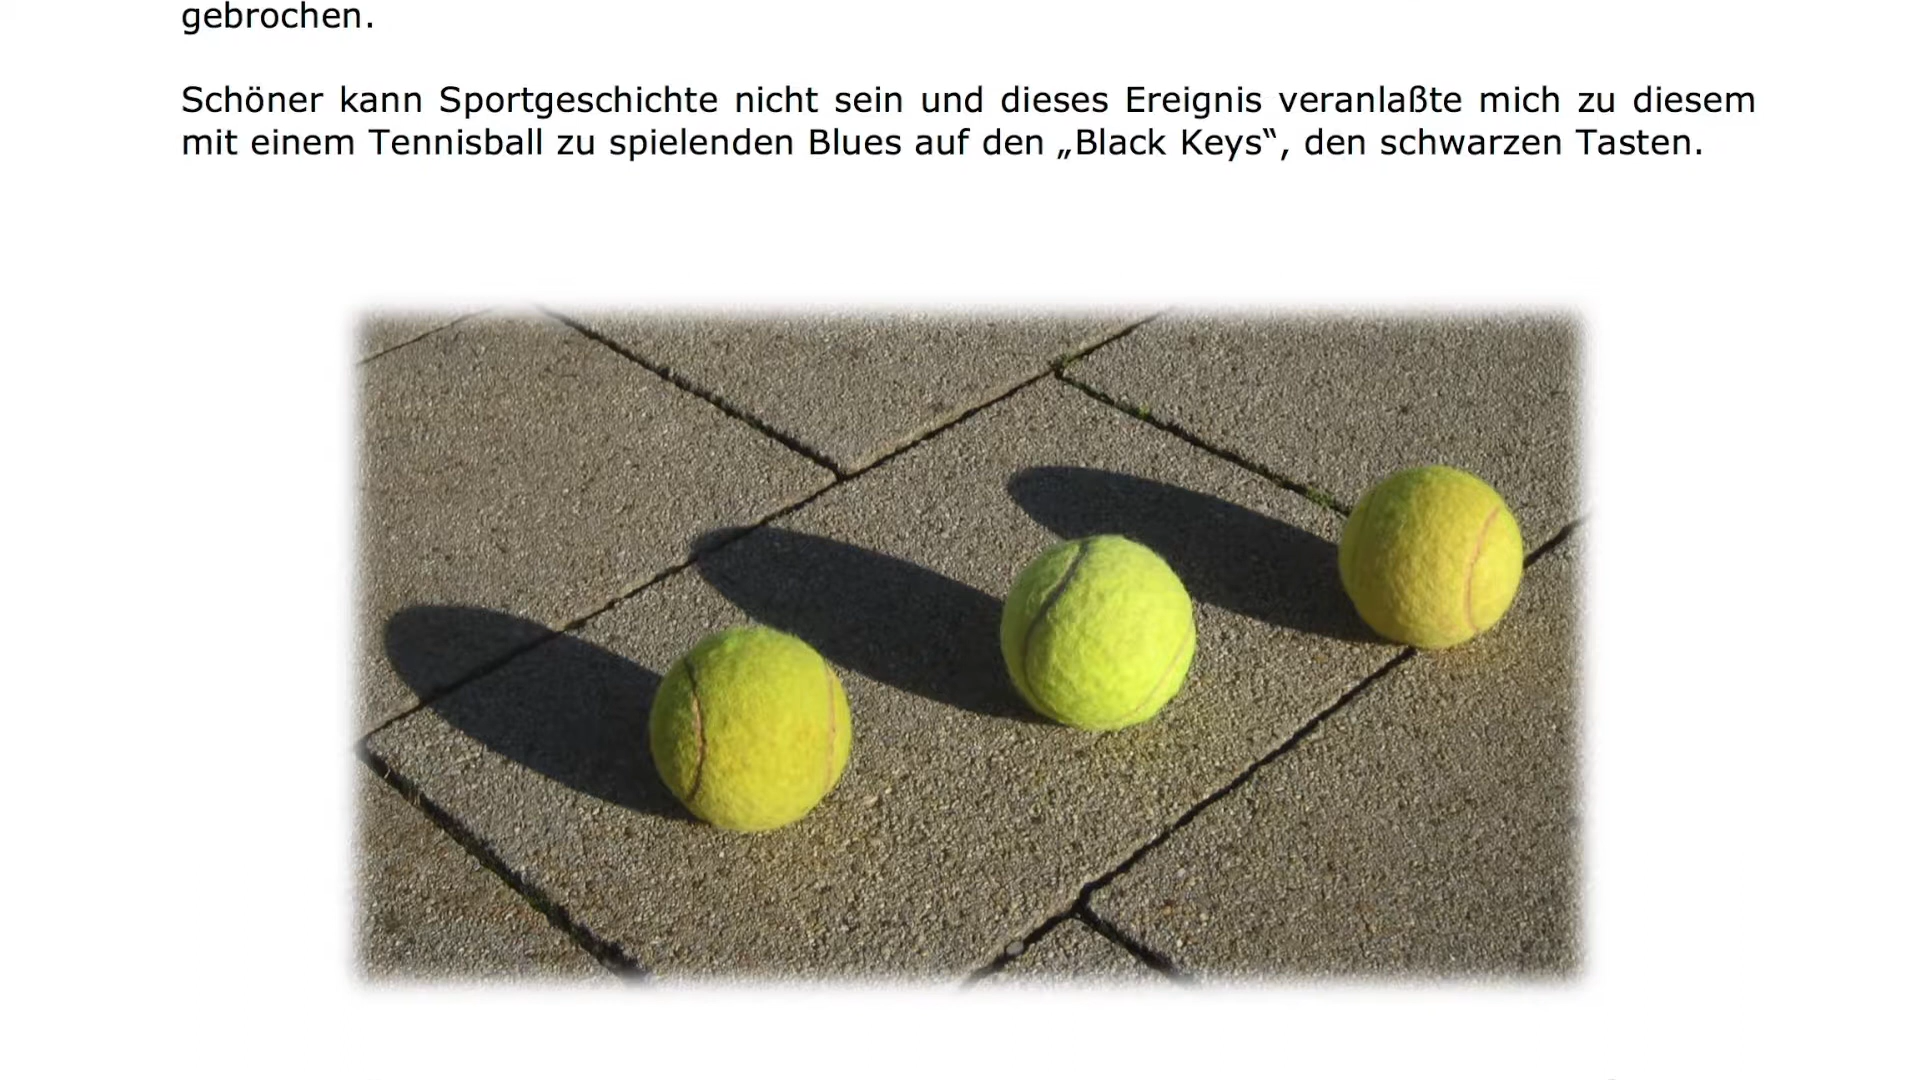 gebrochen.
Schöner kann Sportgeschichte nicht sein und dieses Ereignis veranlaßte mich zu diesem
mit einem Tennisball zu spielenden Blues auf den „Black Keys“, den schwarzen Tasten.